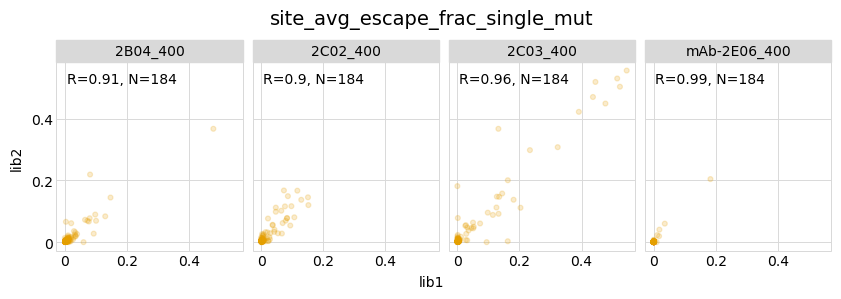 site_avg_escape_frac_single_mut
2B04_400
2C02_400
2C03_400
mAb-2E06_400
R=0.91, N=184
R=0.9, N=184
R=0.96, N=184
R=0.99, N=184
0.4
0.2
0
lib2
0 0.2 0.4
0 0.2 0.4
0 0.2 0.4
0 0.2 0.4
lib1